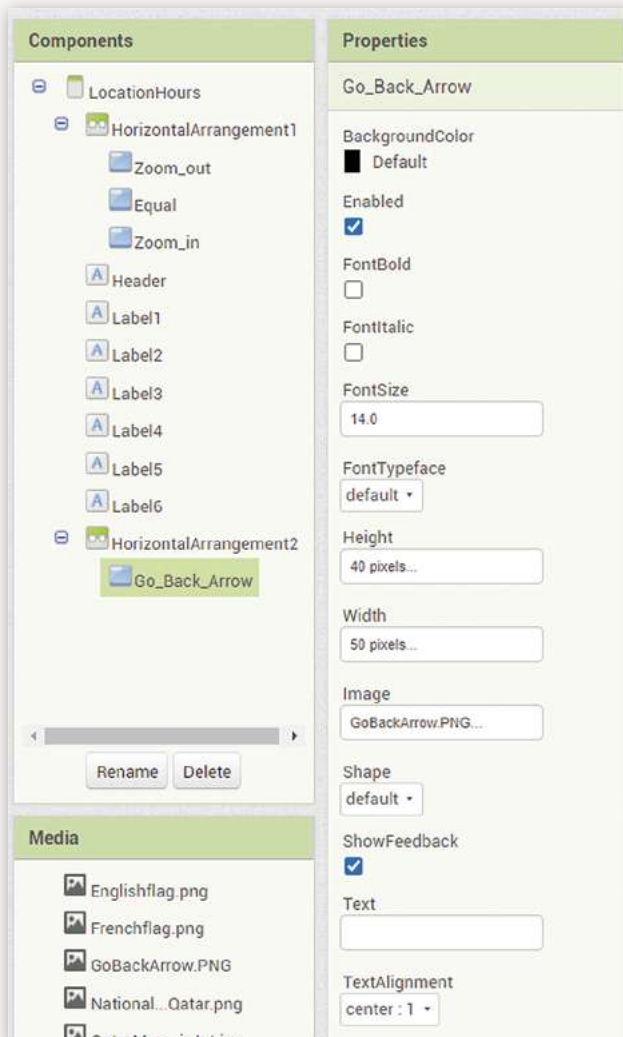 Components
LocationHours
HorizontalArrangement1
Zoom_out
Equal
Zoom_in
Header
Label1
Label2
Label3
Label4
Label5
Label6
HorizontalArrangement2
Go_Back_Arrow
Rename
Delete
Media
Englishflag.png
Frenchflag.png
GoBackArrow.PNG
National...Qatar.png
Properties
Go_Back_Arrow
BackgroundColor
Default
Enabled
FontBold
FontItalic
FontSize
14.0
FontTypeface
default
Height
40 pixels...
Width
50 pixels...
Image
GoBackArrow.PNG...
Shape
default
ShowFeedback
Text
TextAlignment
center : 1